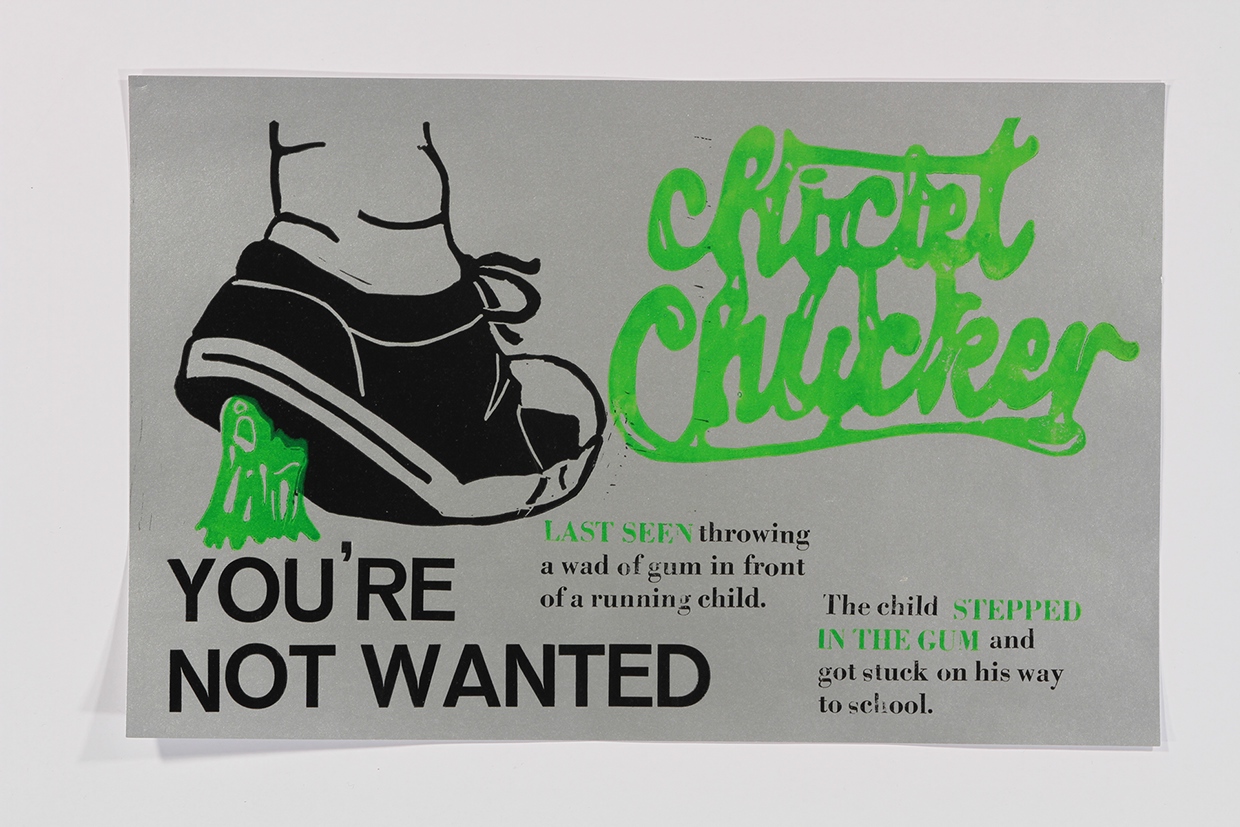 Chiclet
Chucker
LAST SEEN throwing
a wad of gum in front
of a running child.
YOU'RE
NOT WANTED
The child STEPPED
IN THE GUM and
got stuck on his way
to school.